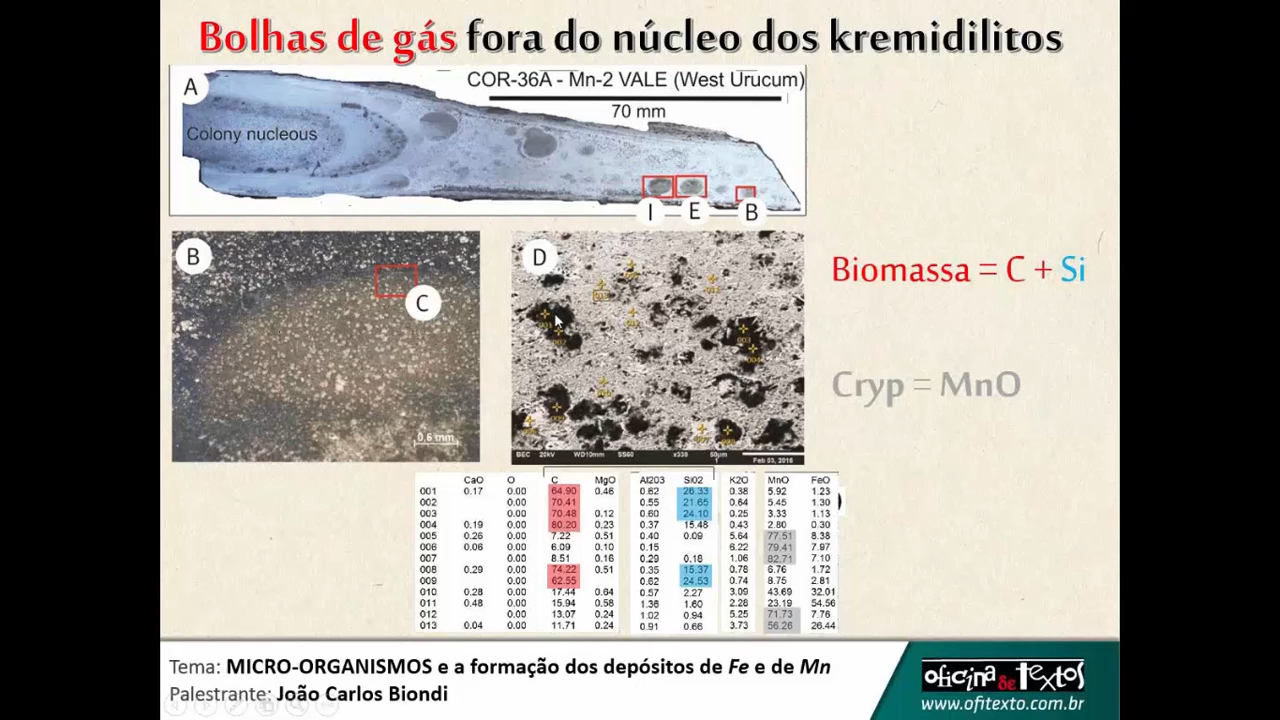 Bolhas de gás fora do núcleo dos kremidilitos
A
COR-36A - Mn-2 VALE (West Urucum)
70 mm
Colony nucleous
I E B
B
C
0.6 mm
D
BEC 20kV WD10mm SS60 x330 50µm
Feb 03, 2016
Biomassa = C + Si
Cryp = MnO
CaO O C MgO Al203 Si02 K2O MnO FeO
001 0.17 0.00 64.90 0.46 0.62 26.33 0.38 5.92 1.23
002 0.00 70.41 0.55 21.65 0.64 5.45 1.30
003 0.00 70.48 0.12 0.60 24.10 0.25 3.33 1.13
004 0.19 0.00 80.20 0.23 0.37 15.48 0.43 2.80 0.30
005 0.26 0.00 7.22 0.51 0.40 0.09 5.64 77.51 8.38
006 0.06 0.00 6.09 0.10 0.15 6.22 79.41 7.97
007 0.00 8.51 0.16 0.29 0.18 1.06 82.71 7.10
008 0.29 0.00 74.22 0.51 0.35 15.37 0.78 6.76 1.72
009 0.00 62.55 0.62 24.53 0.74 8.75 2.81
010 0.28 0.00 17.44 0.64 0.57 2.27 3.09 43.69 32.01
011 0.48 0.00 15.94 0.58 1.36 1.60 2.28 23.19 54.56
012 0.00 13.07 0.24 1.02 0.94 5.25 71.73 7.76
013 0.04 0.00 11.71 0.24 0.91 0.66 3.73 56.26 26.44
Tema: MICRO-ORGANISMOS e a formação dos depósitos de Fe e de Mn
Palestrante: João Carlos Biondi
oficina de textos
www.ofitexto.com.br